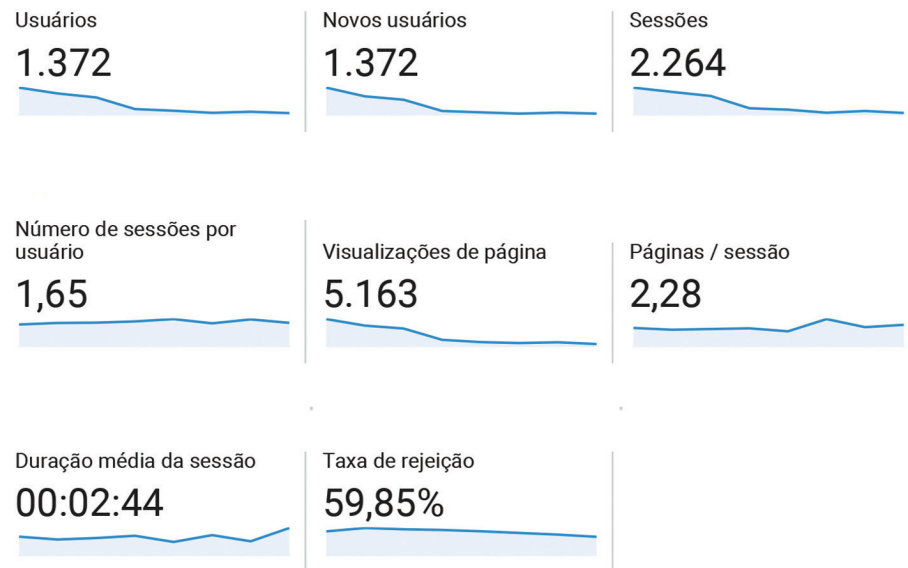 Usuários
1.372
Novos usuários
1.372
Sessões
2.264
Número de sessões por
usuário
1,65
Visualizações de página
5.163
Páginas / sessão
2,28
Duração média da sessão
00:02:44
Taxa de rejeição
59,85%